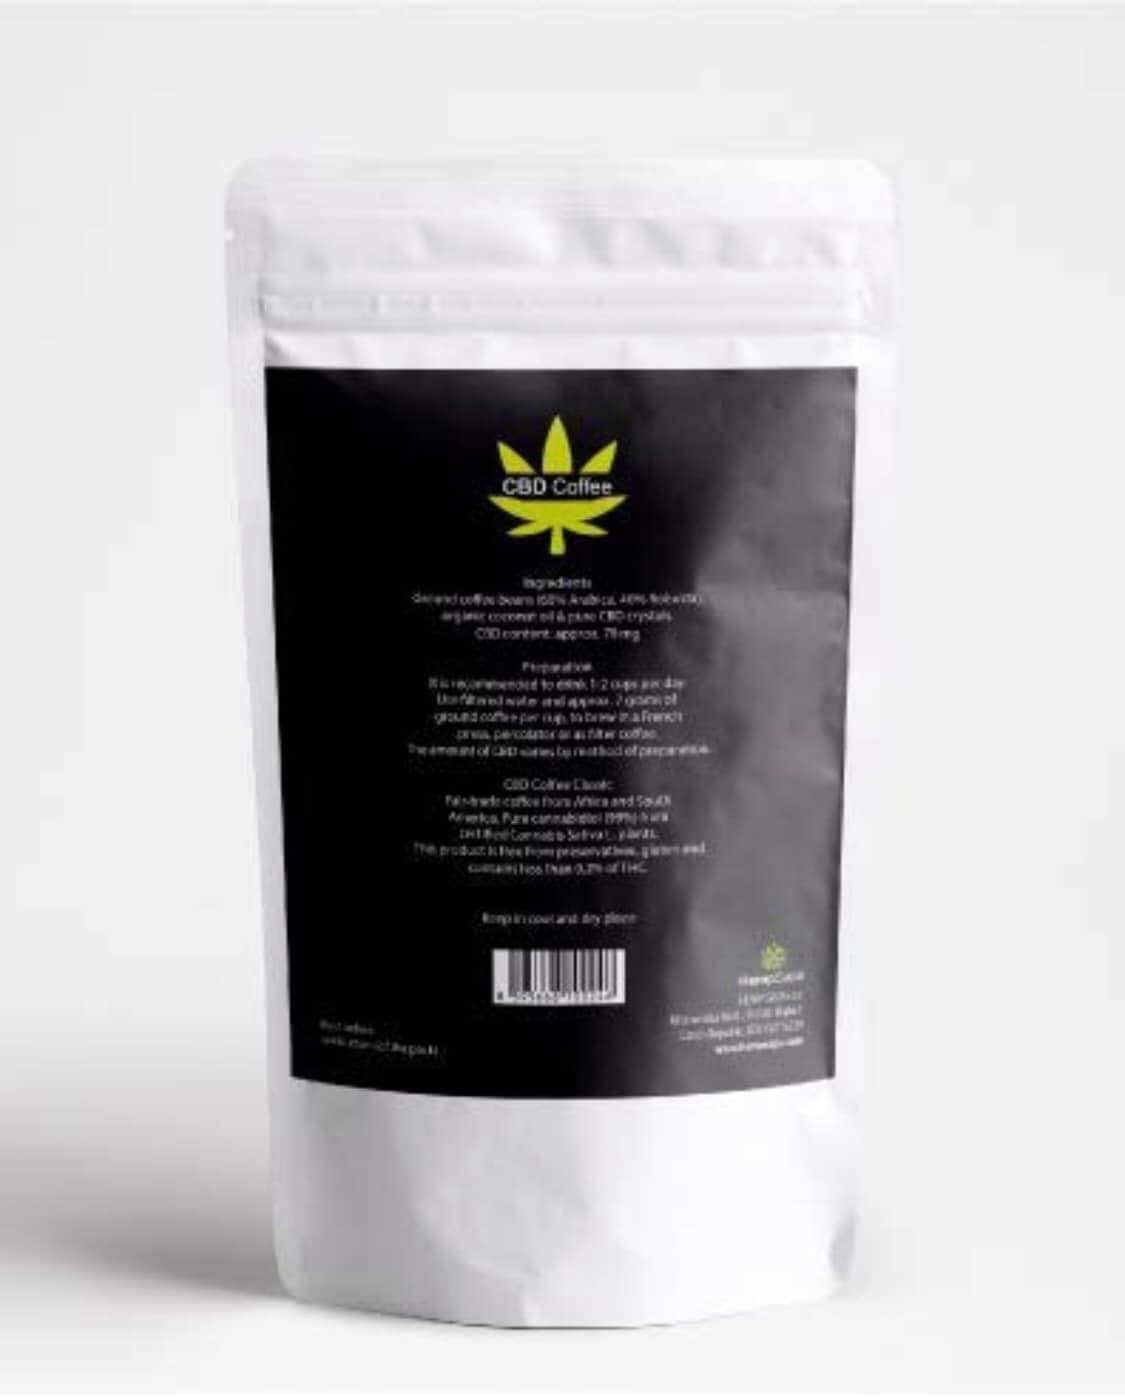 CBD Coffee
Ingredients
Ground coffee beans (60% Arabica, 40% Robusta),
organic coconut oil & pure CBD crystals.
CBD content: approx.
Preparation
It is recommended to drink 1-2 cups per day.
Use filtered water and approx. 7 grams of
ground coffee per cup, to brew in a French
press, percolator or as filter coffee.
The amount of CBD varies by method of preparation.
CBD Coffee Classic
Fair-trade coffee from Africa and South
America. Pure cannabidiol (99%) from
certified Cannabis Sativa L. plants.
This product is free from preservatives, gluten and
contains less than 0.2% of THC.
Keep in cool and dry place
Best before:
Czech Republic